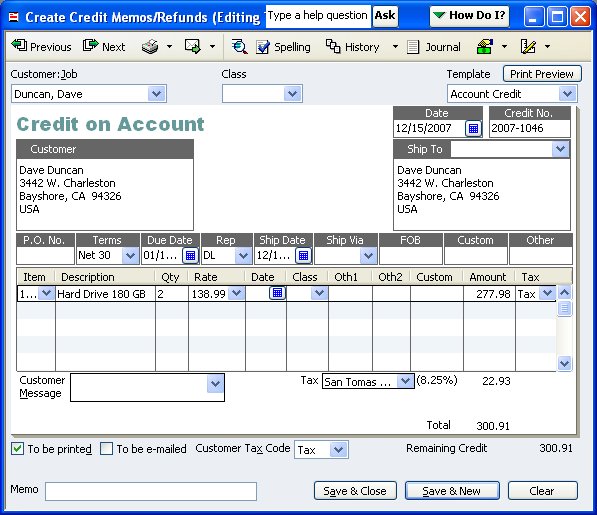 Create Credit Memos/Refunds (Editing
Type a help question Ask How Do I?
Previous Next Spelling History Journal
Customer:Job Class Template Print Preview
Duncan, Dave Account Credit
Credit on Account
Date Credit No.
12/15/2007 2007-1046
Customer Ship To
Dave Duncan Dave Duncan
3442 W. Charleston 3442 W. Charleston
Bayshore, CA 94326 Bayshore, CA 94326
USA USA
P.O. No. Terms Due Date Rep Ship Date Ship Via FOB Custom Other
Net 30 01/1... DL 12/1...
Item Description Qty Rate Date Class Oth1 Oth2 Custom Amount Tax
1... Hard Drive 180 GB 2 138.99 277.98 Tax
Customer Message Tax San Tomas ... (8.25%) 22.93
Total 300.91
To be printed To be e-mailed Customer Tax Code Tax Remaining Credit 300.91
Memo Save & Close Save & New Clear